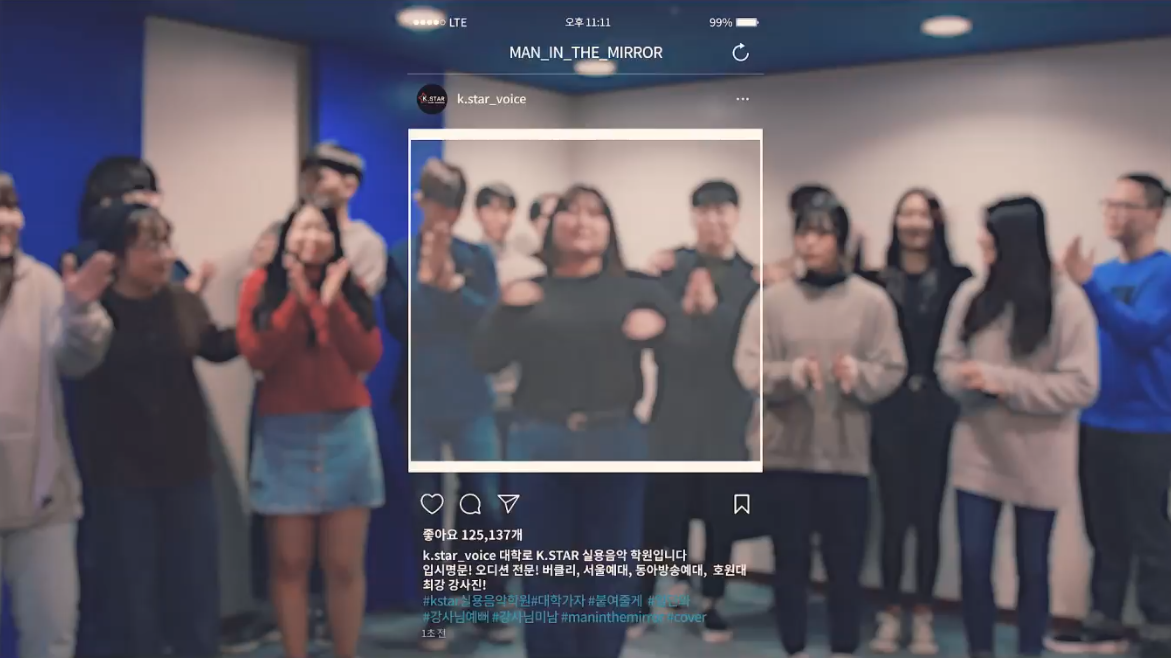 LTE
오후 11:11
99%
MAN_IN_THE_MIRROR
K.STAR
k.star_voice
좋아요 125,137개
k.star_voice 대학로 K.STAR 실용음악 학원입니다
입시명문! 오디션 전문! 버클리, 서울예대, 동아방송예대, 호원대
최강 강사진!
#kstar실용음악학원#대학가자 #붙여줄게
#강사님예뻐 #강사님미남 #maninthemirror #cover
1초 전